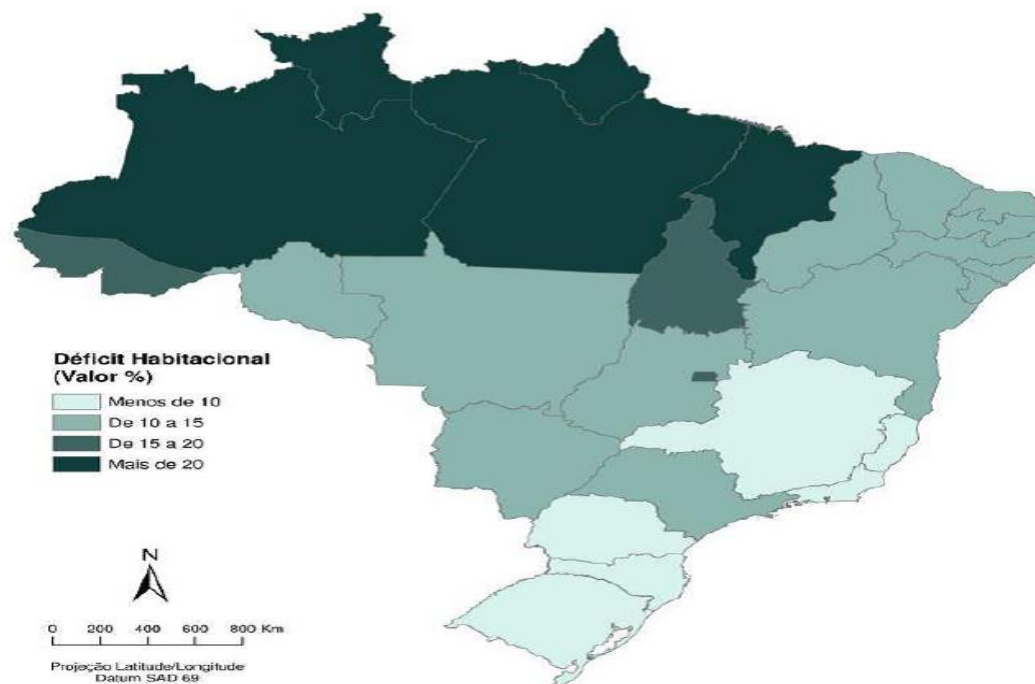 Déficit Habitacional
(Valor %)
Menos de 10
De 10 a 15
De 15 a 20
Mais de 20
N
0 200 400 600 800 Km
Projeção Latitude/Longitude
Datum SAD 69